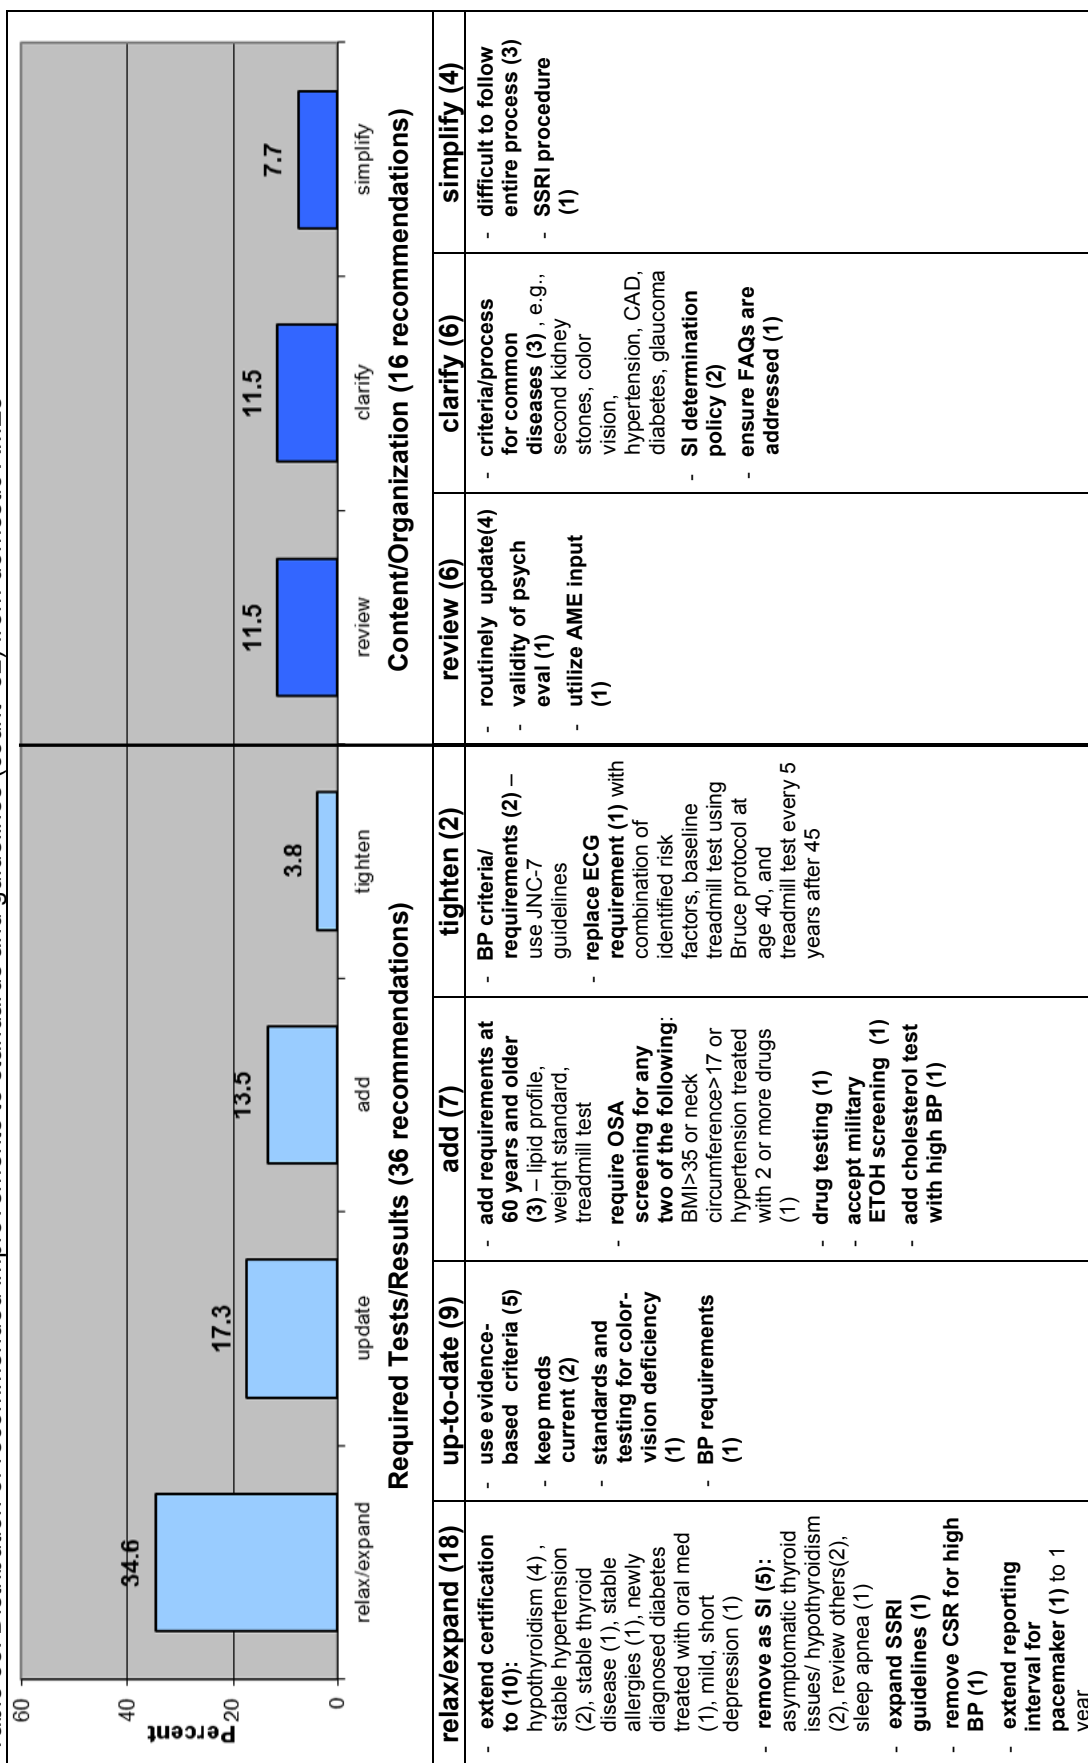 60
40
20
0
Percent
34.6
17.3
13.5
3.8
11.5
11.5
7.7
relax/expand
update
add
tighten
review
clarify
simplify
Required Tests/Results (36 recommendations)
Content/Organization (16 recommendations)
relax/expand (18)
- extend certification
to (10):
hypothyroidism (4) ,
stable hypertension
(2), stable thyroid
disease (1), stable
allergies (1), newly
diagnosed diabetes
treated with oral med
(1), mild, short
depression (1)
- remove as SI (5):
asymptomatic thyroid
issues/ hypothyroidism
(2), review others(2),
sleep apnea (1)
- expand SSRI
guidelines (1)
- remove CSR for high
BP (1)
- extend reporting
interval for
pacemaker (1) to 1
year
up-to-date (9)
- use evidence-
based criteria (5)
- keep meds
current (2)
- standards and
testing for color-
vision deficiency
(1)
- BP requirements
(1)
add (7)
- add requirements at
60 years and older
(3) – lipid profile,
weight standard,
treadmill test
- require OSA
screening for any
two of the following:
BMI>35 or neck
circumference>17 or
hypertension treated
with 2 or more drugs
(1)
- drug testing (1)
- accept military
ETOH screening (1)
- add cholesterol test
with high BP (1)
tighten (2)
- BP criteria/
requirements (2) –
use JNC-7
guidelines
- replace ECG
requirement (1) with
combination of
identified risk
factors, baseline
treadmill test using
Bruce protocol at
age 40, and
treadmill test every 5
years after 45
review (6)
- routinely update(4)
- validity of psych
eval (1)
- utilize AME input
(1)
clarify (6)
- criteria/process
for common
diseases (3) , e.g.,
second kidney
stones, color
vision,
hypertension, CAD,
diabetes, glaucoma
- SI determination
policy (2)
- ensure FAQs are
addressed (1)
simplify (4)
- difficult to follow
entire process (3)
- SSRI procedure
(1)